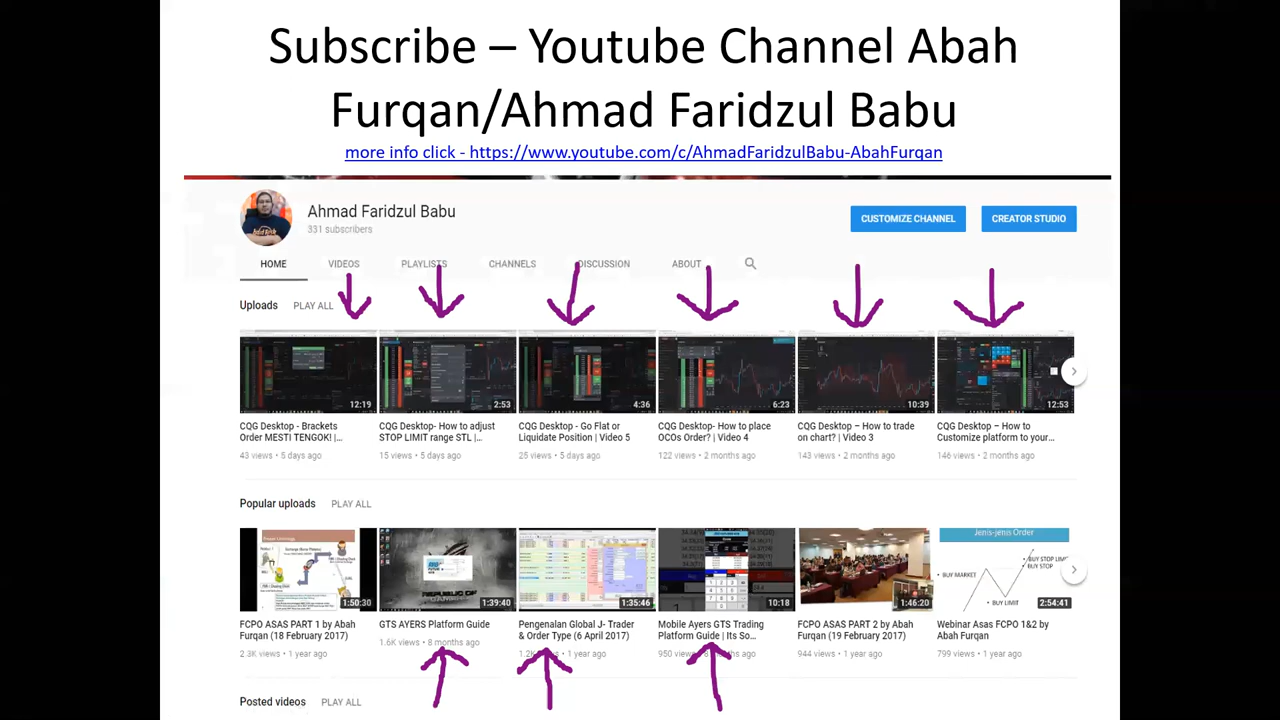 Subscribe – Youtube Channel Abah
Furqan/Ahmad Faridzul Babu
more info click - https://www.youtube.com/c/AhmadFaridzulBabu-AbahFurqan
Ahmad Faridzul Babu
331 subscribers
CUSTOMIZE CHANNEL
CREATOR STUDIO
HOME VIDEOS PLAYLISTS CHANNELS DISCUSSION ABOUT
Uploads PLAY ALL
12:19 2:53 4:36 6:23 10:39 12:53
CQG Desktop - Brackets
Order MESTI TENGOK! |...
43 views • 5 days ago
CQG Desktop- How to adjust
STOP LIMIT range STL |...
15 views • 5 days ago
CQG Desktop - Go Flat or
Liquidate Position | Video 5
25 views • 5 days ago
CQG Desktop- How to place
OCOs Order? | Video 4
122 views • 2 months ago
CQG Desktop – How to trade
on chart? | Video 3
143 views • 2 months ago
CQG Desktop – How to
Customize platform to your...
146 views • 2 months ago
Popular uploads PLAY ALL
Jenis-jenis Order
• BUY STOP LIMIT
BUY STOP
• BUY MARKET
• BUY LIMIT
1:50:30 1:39:40 1:35:46 10:18 1:46:20 2:54:41
FCPO ASAS PART 1 by Abah
Furqan (18 February 2017)
2.3K views • 1 year ago
GTS AYERS Platform Guide
1.6K views • 8 months ago
Pengenalan Global J- Trader
& Order Type (6 April 2017)
1 year ago
Mobile Ayers GTS Trading
Platform Guide | Its So...
950 views months ago
FCPO ASAS PART 2 by Abah
Furqan (19 February 2017)
944 views • 1 year ago
Webinar Asas FCPO 1&2 by
Abah Furqan
799 views • 1 year ago
Posted videos PLAY ALL